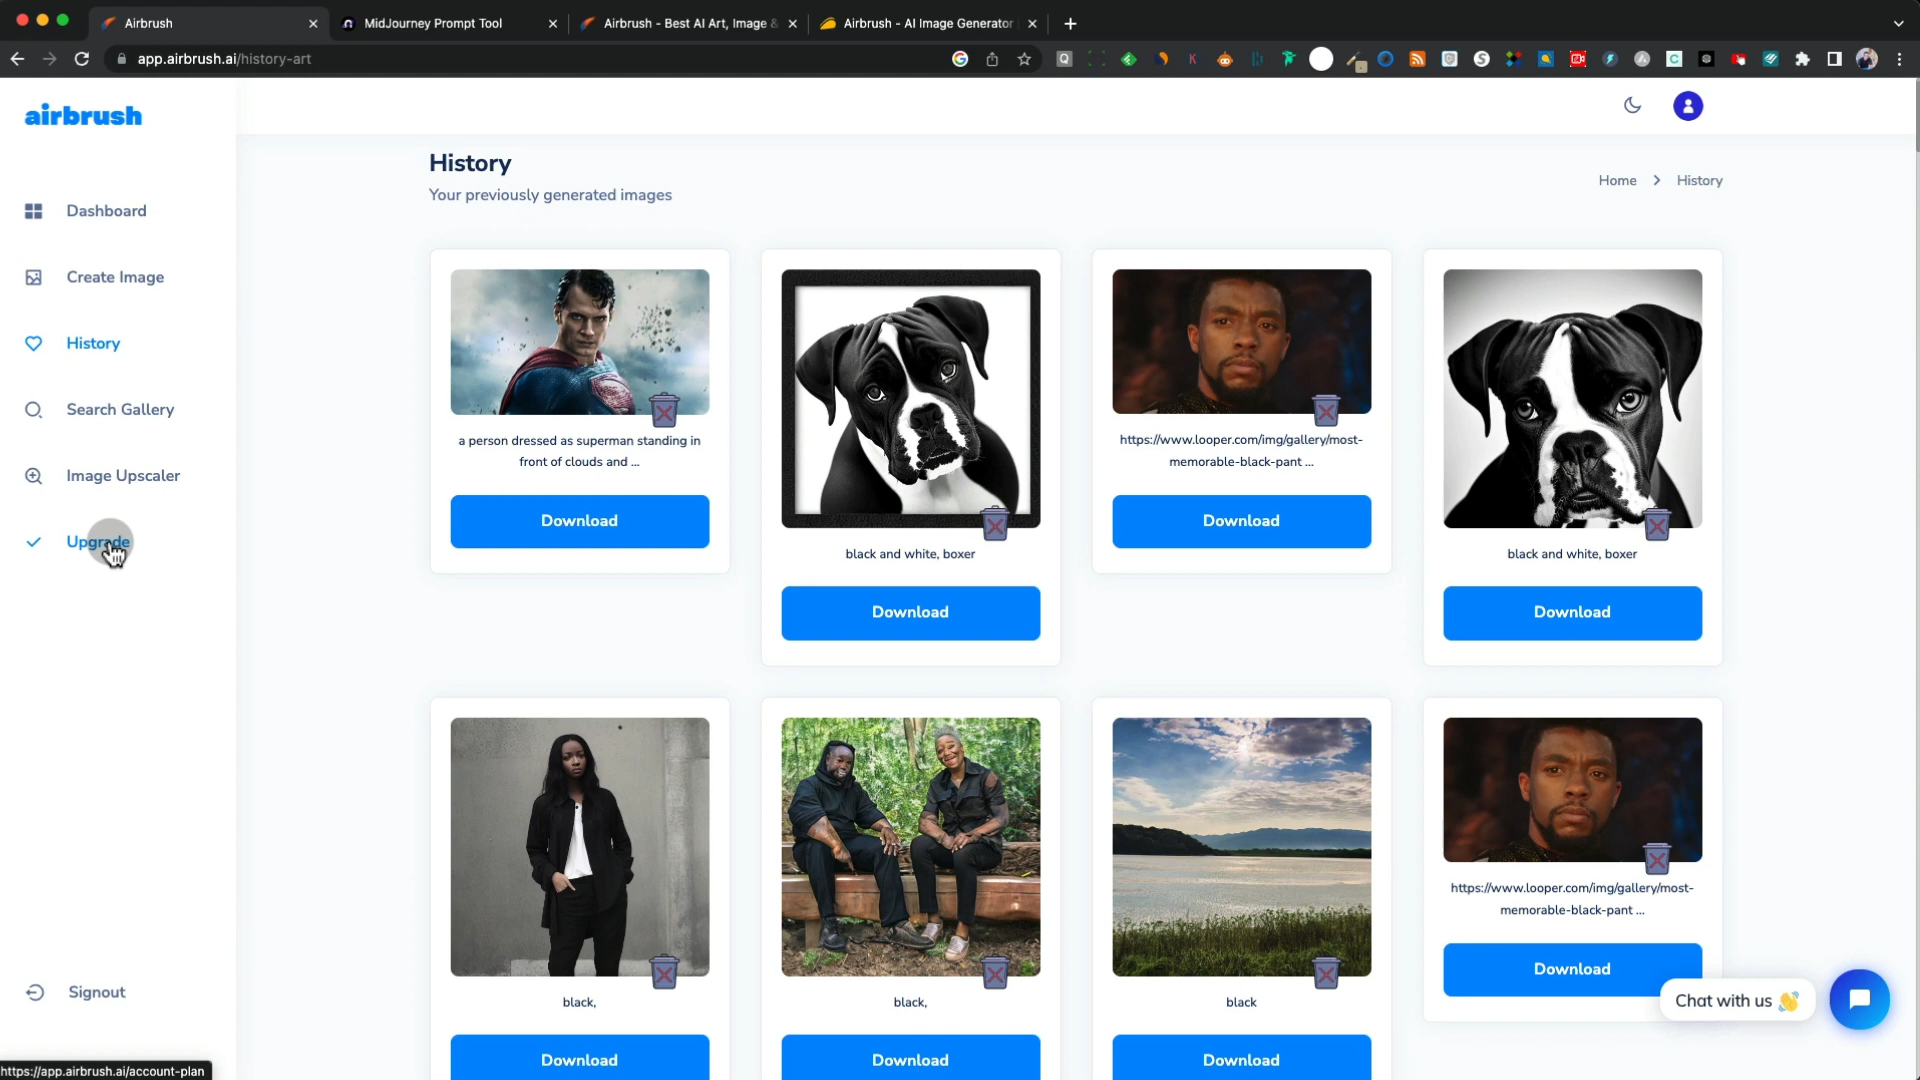 Airbrush
MidJourney Prompt Tool
Airbrush - Best AI Art, Image &
Airbrush - AI Image Generator
app.airbrush.ai/history-art
airbrush
Dashboard
Create Image
History
Search Gallery
Image Upscaler
Upgrade
Signout
https://app.airbrush.ai/account-plan
History
Your previously generated images
Home > History
a person dressed as superman standing in
front of clouds and ...
Download
black and white, boxer
Download
https://www.looper.com/img/gallery/most-
memorable-black-pant ...
Download
black and white, boxer
Download
black,
Download
black,
Download
black
Download
https://www.looper.com/img/gallery/most-
memorable-black-pant ...
Download
Chat with us 👋